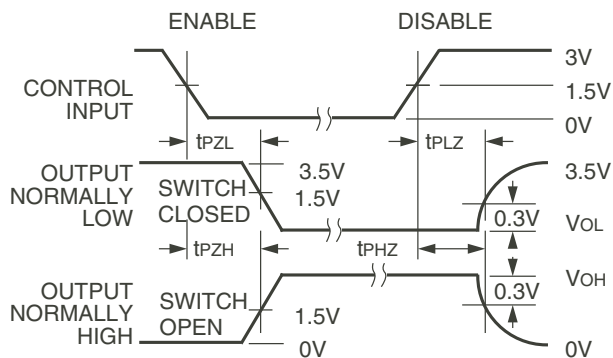 ENABLE DISABLE
3V
CONTROL
INPUT
1.5V
0V
tPZL tPLZ
OUTPUT
NORMALLY
LOW
SWITCH
CLOSED
3.5V
1.5V
3.5V
0.3V
VOL
tPZH tPHZ
OUTPUT
NORMALLY
HIGH
SWITCH
OPEN
1.5V
0V
VOH
0.3V
0V